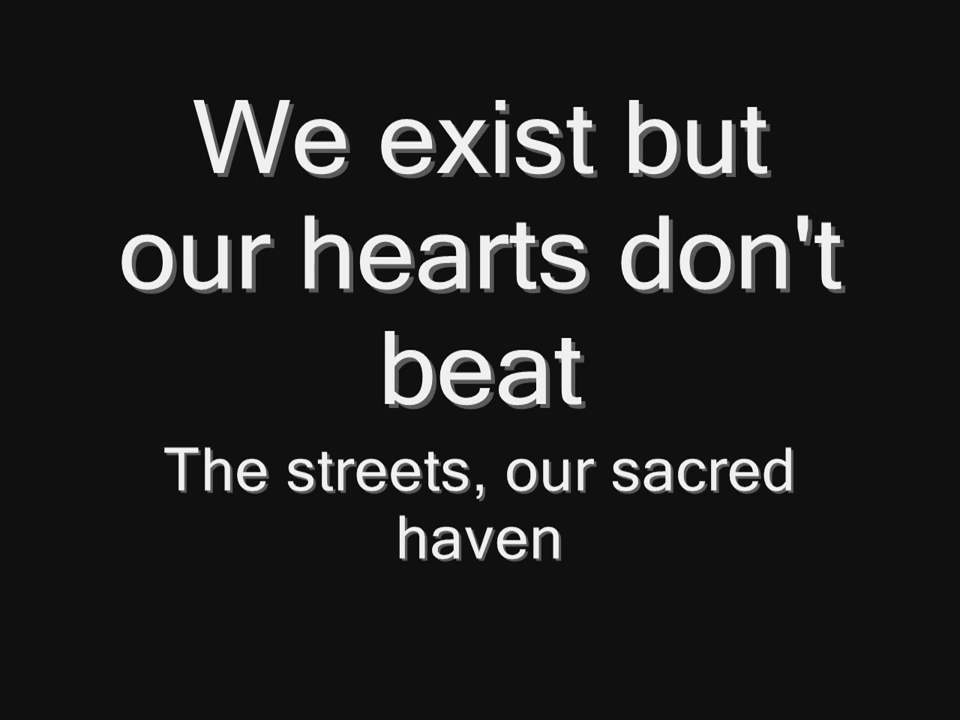 We exist but
our hearts don't
beat
The streets, our sacred
haven